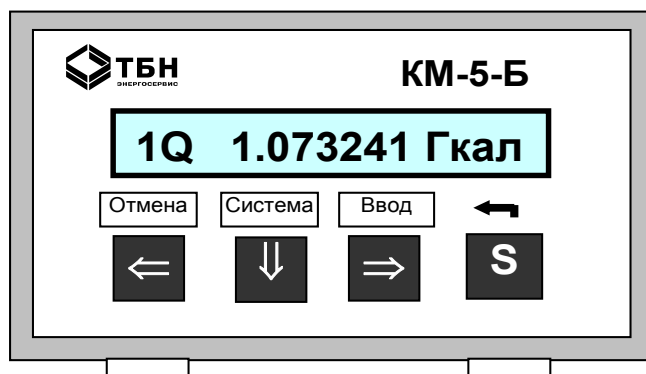 ТБН
ЭНЕРГОСЕРВИС
КМ-5-Б
1Q 1.073241 Гкал
Отмена Система Ввод
⇐ ⇓ ⇒ S